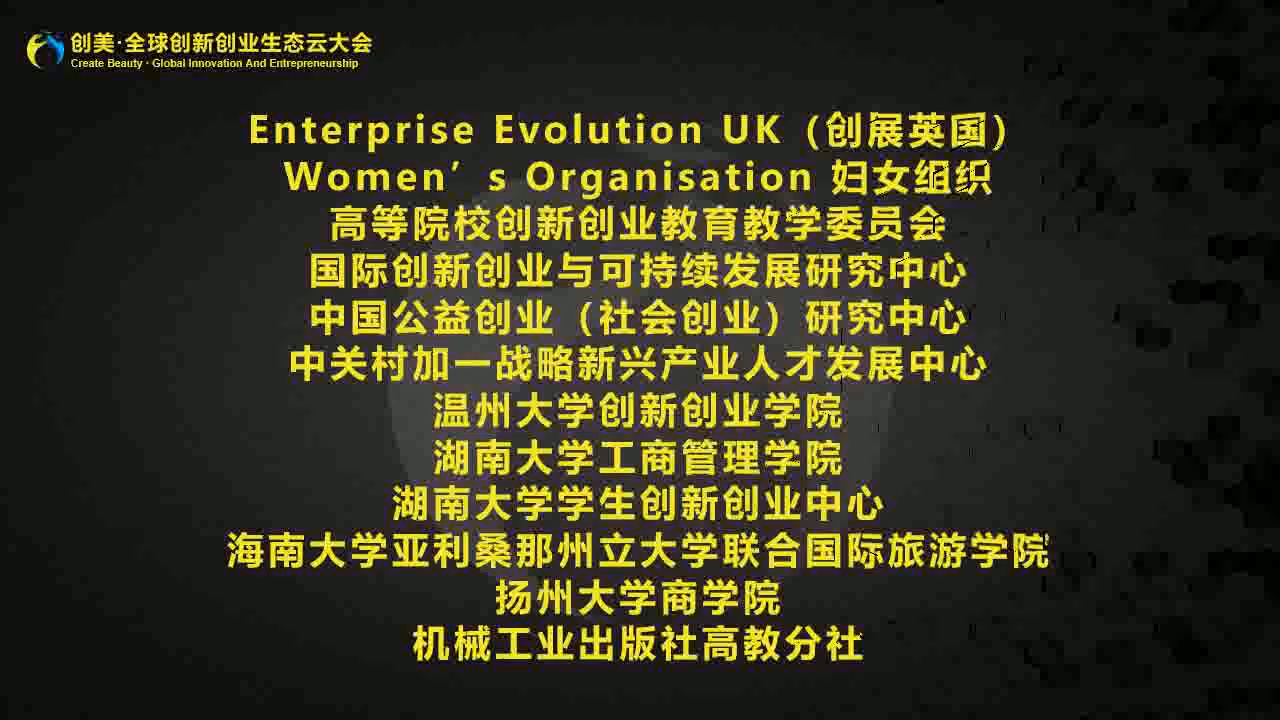 创美·全球创新创业生态云大会
Create Beauty · Global Innovation And Entrepreneurship
Enterprise Evolution UK（创展英国）
Women’s Organisation 妇女组织
高等院校创新创业教育教学委员会
国际创新创业与可持续发展研究中心
中国公益创业（社会创业）研究中心
中关村加一战略新兴产业人才发展中心
温州大学创新创业学院
湖南大学工商管理学院
湖南大学学生创新创业中心
海南大学亚利桑那州立大学联合国际旅游学院
扬州大学商学院
机械工业出版社高教分社